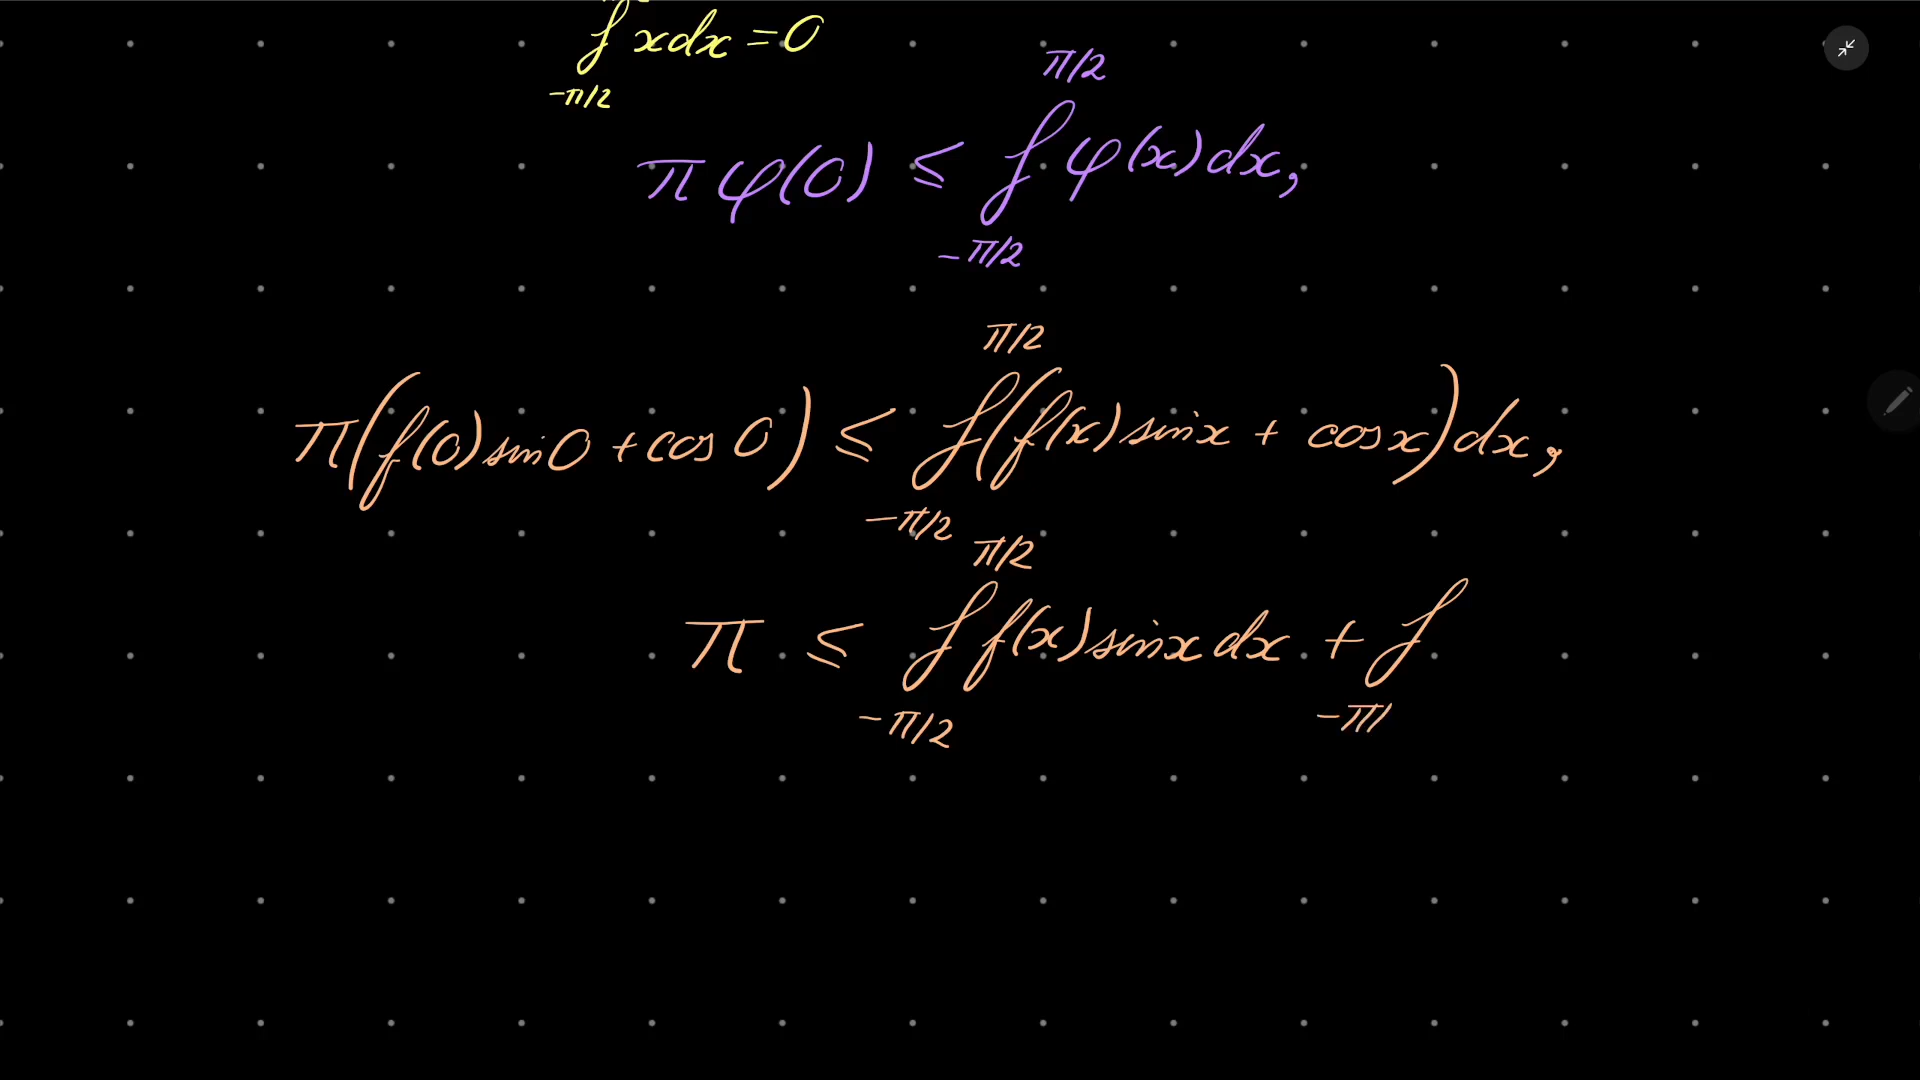 ∫_{-π/2} x dx = 0
π φ(0) ≤ ∫_{-π/2}^{π/2} φ(x) dx,
π(f(0) sin 0 + cos 0) ≤ ∫_{-π/2}^{π/2} (f(x) sin x + cos x) dx,
π ≤ ∫_{-π/2}^{π/2} f(x) sin x dx + ∫_{-π/}